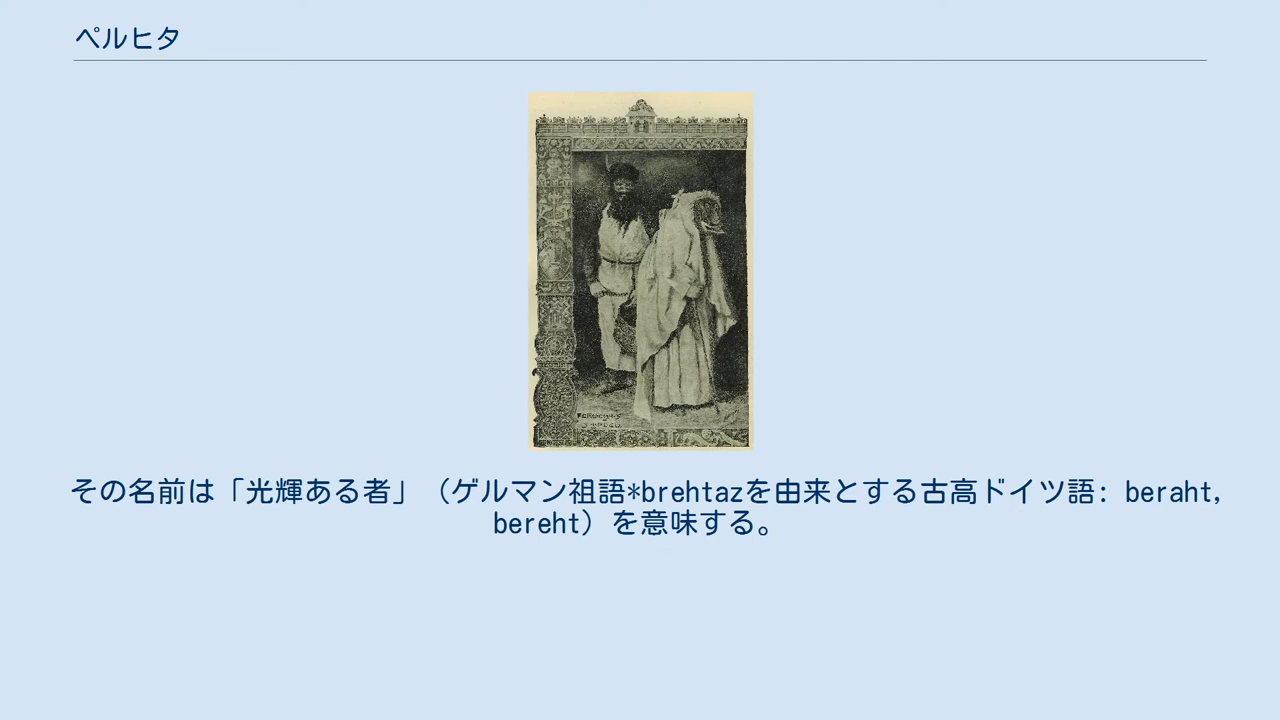 ペルヒタ
その名前は「光輝ある者」（ゲルマン祖語*brehtazを由来とする古高ドイツ語: beraht,
bereht）を意味する。